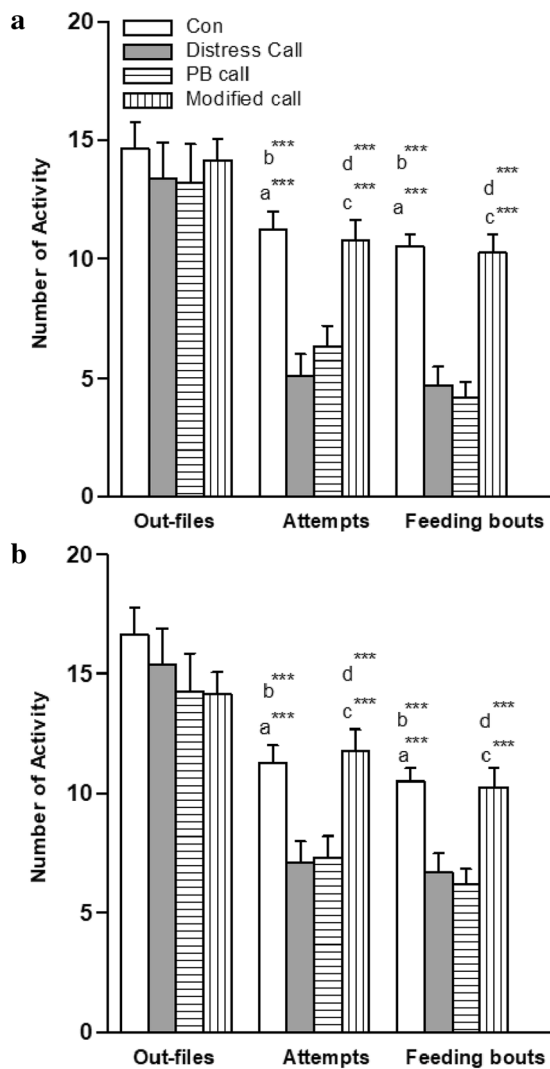 a
Con
Distress Call
PB call
Modified call
Number of Activity
20
15
10
5
0
b***
a***
d***
c***
b***
a***
d***
c***
Out-files
Attempts
Feeding bouts
b
Number of Activity
20
15
10
5
0
b***
a***
d***
c***
b***
a***
d***
c***
Out-files
Attempts
Feeding bouts